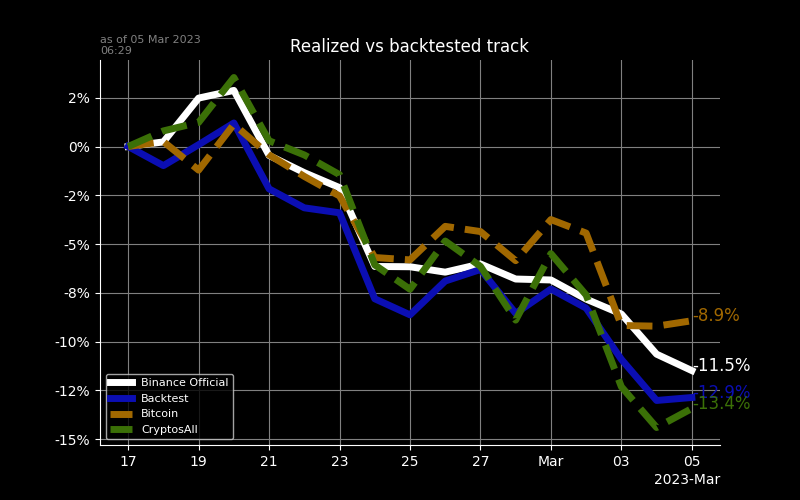 as of 05 Mar 2023
06:29
Realized vs backtested track
2%
0%
-2%
-5%
-8%
-10%
-12%
-15%
-8.9%
-11.5%
-12.9%
-13.4%
Binance Official
Backtest
Bitcoin
CryptosAll
17 19 21 23 25 27 Mar 03 05
2023-Mar